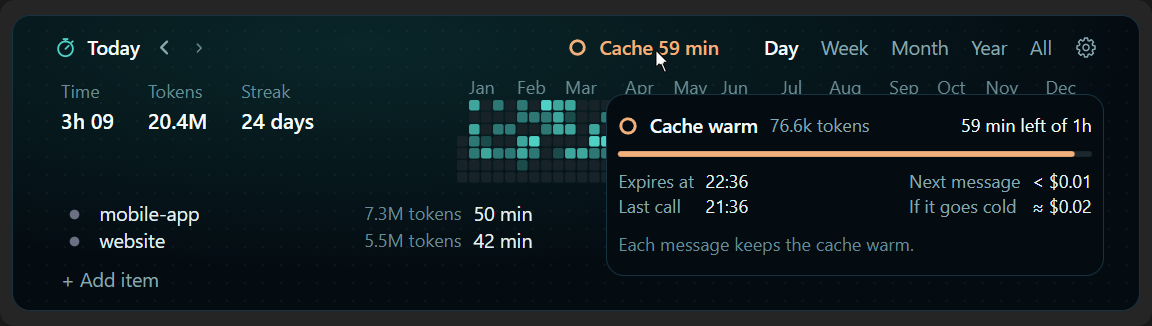 Today
Cache 59 min
Day Week Month Year All
Time Tokens Streak
3h 09 20.4M 24 days
Jan Feb Mar Apr May Jun Jul Aug Sep Oct Nov Dec
Cache warm 76.6k tokens 59 min left of 1h
Expires at 22:36 Next message < $0.01
Last call 21:36 If it goes cold ≈ $0.02
Each message keeps the cache warm.
mobile-app 7.3M tokens 50 min
website 5.5M tokens 42 min
+ Add item